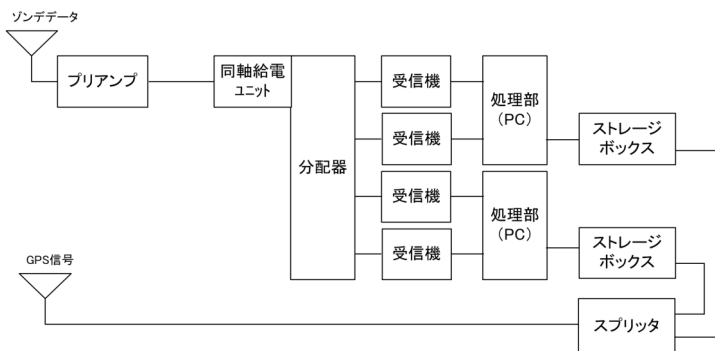 ゾンデデータ
プリアンプ
同軸給電
ユニット
分配器
受信機
受信機
受信機
受信機
処理部
(PC)
処理部
(PC)
ストレージ
ボックス
ストレージ
ボックス
GPS信号
スプリッタ